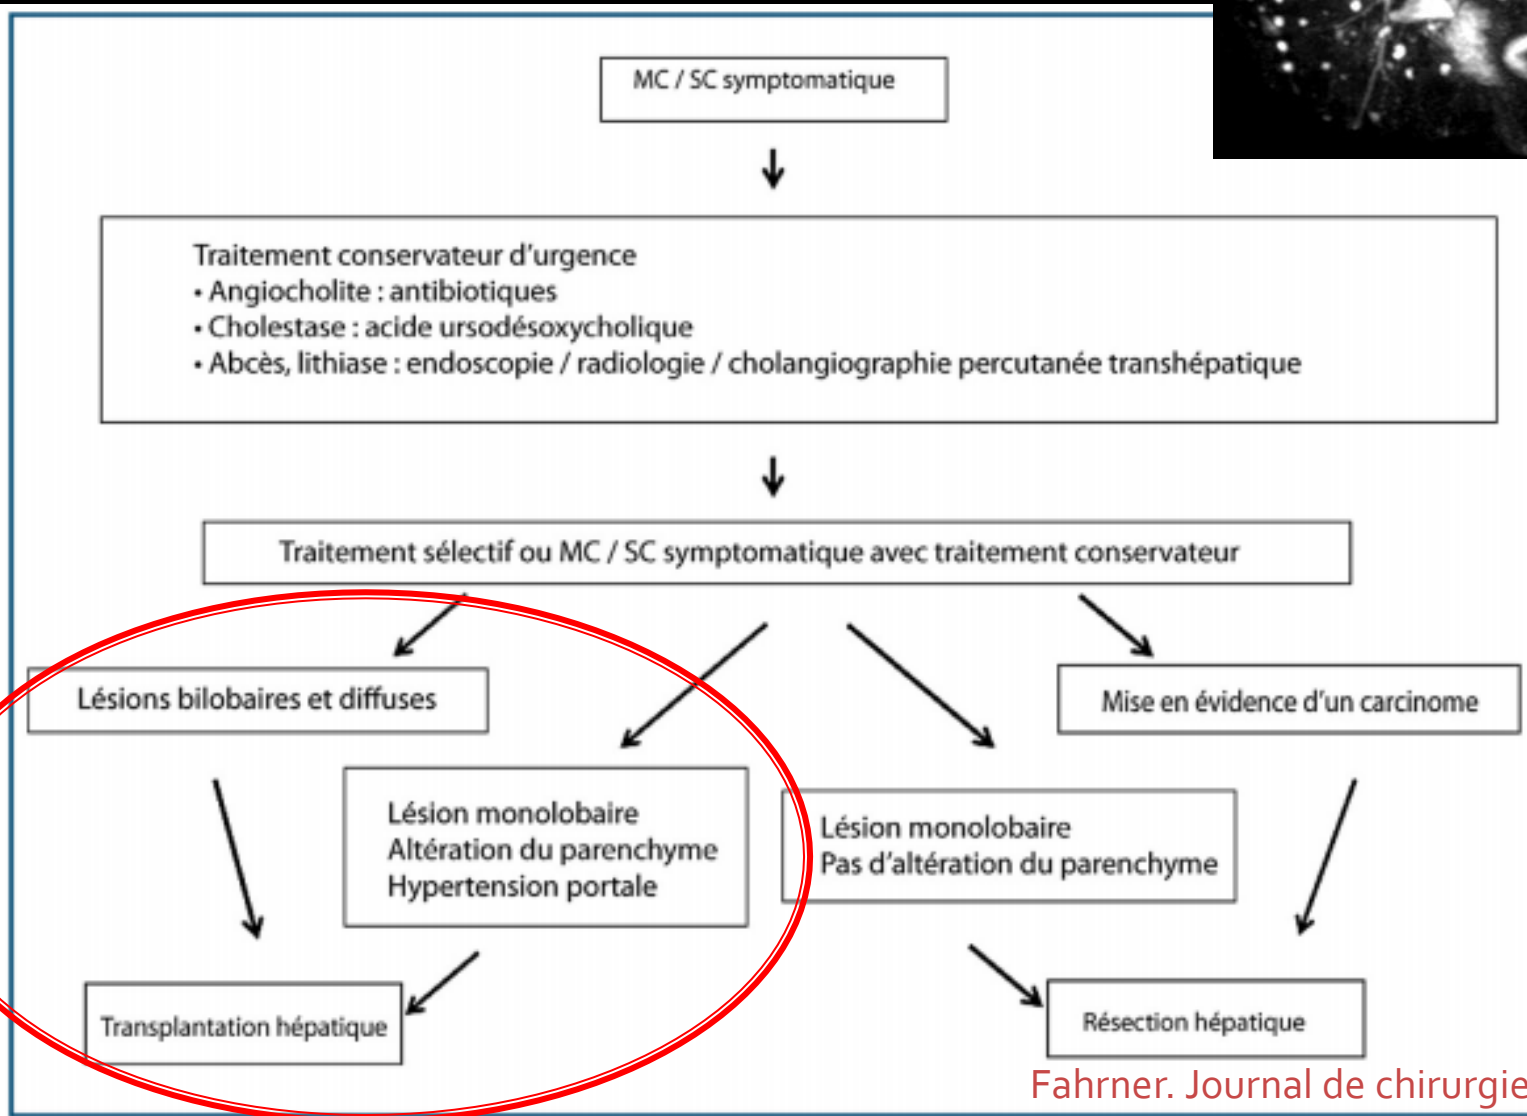 MC / SC symptomatique
Traitement conservateur d’urgence
• Angiocholite : antibiotiques
• Cholestase : acide ursodésoxycholique
• Abcès, lithiase : endoscopie / radiologie / cholangiographie percutanée transhépatique
Traitement sélectif ou MC / SC symptomatique avec traitement conservateur
Lésions bilobaires et diffuses
Mise en évidence d’un carcinome
Lésion monolobaire
Altération du parenchyme
Hypertension portale
Lésion monolobaire
Pas d’altération du parenchyme
Transplantation hépatique
Résection hépatique
Fahrner. Journal de chirurgie